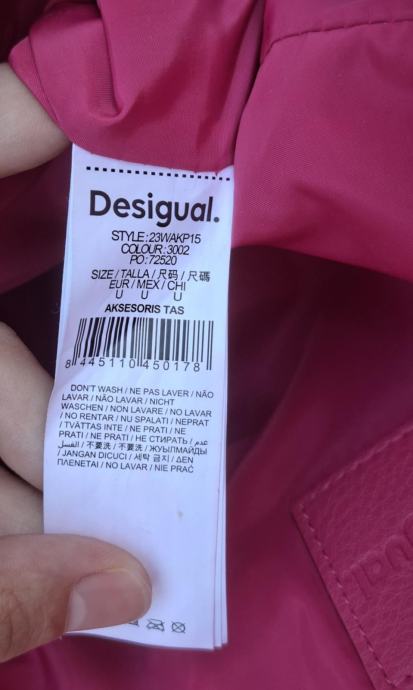 Desigual.
STYLE:23WAKP15
COLOUR:3002
PO:72520
SIZE / TALLA / 尺码 / 尺碼
EUR / MEX / CHI
U U U
AKSESORIS TAS
8 445110 450178
DON'T WASH / NE PAS LAVER / NÃO
LAVAR / NÃO LAVAR / NICHT
WASCHEN / NON LAVARE / NO LAVAR
/ NO RENTAR / NU SPALATI / NEPRAT
/ TVÄTTAS INTE / NE PRATI / NE
PRATI / NE PRATI / НЕ СТИРАТЬ / عدم
الغسل / 不要洗 / 不要洗 / ЖУЫЛМАЙДЫ
/ JANGAN DICUCI / 세탁 금지 / ΔΕΝ
ΠΛΕΝΕΤΑΙ / NO LAVAR / NIE PRAĆ